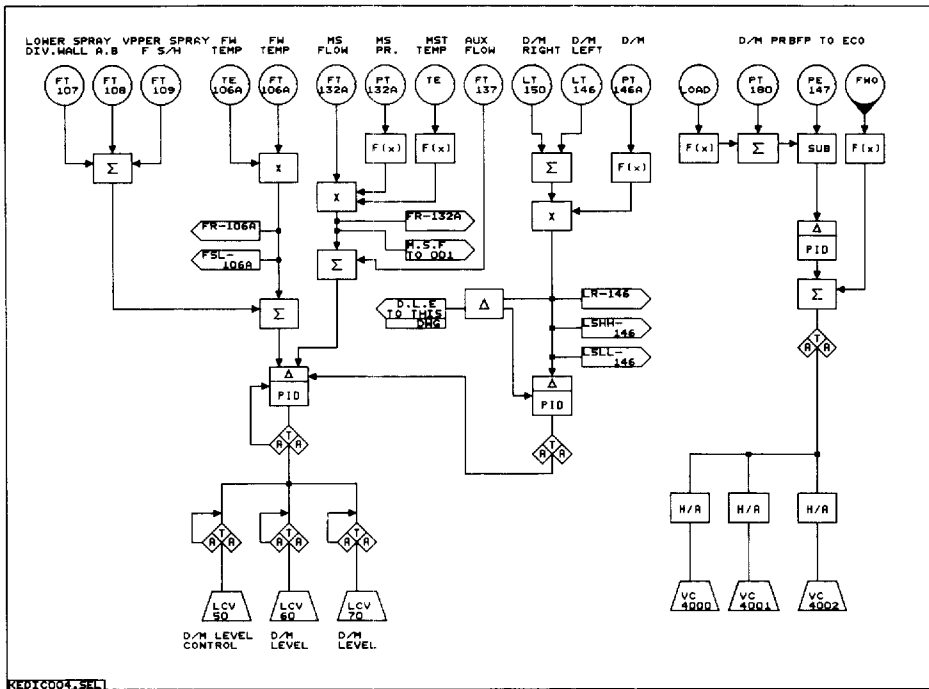 LOWER SPRAY VPPER SPRAY FW FW MS MS MST AUX D/M D/M D/M D/M PRBFP TO ECO
DIV.WALL A.B F S/H TEMP TEMP FLOW PR. TEMP FLOW RIGHT LEFT
FT 107
FT 108
FT 109
TE 106A
FT 106A
FT 132A
PT 132A
TE
FT 137
LT 150
LT 146
PT 146A
LOAD
PT 180
PE 147
FWO
Σ
X
F(x)
F(x)
Σ
F(x)
F(x)
Σ
SUB
F(x)
X
X
FR-106A
FR-132A
FSL-
106A
M.S.F
TO OD1
Σ
Δ
PID
Σ
Σ
D.L.E
TO THIS
DWG
Δ
LR-146
LSHH-
146
LSLL-
146
T
A A
Δ
PID
Δ
PID
T
A A
T
A A
T
A A
T
A A
T
A A
H/A
H/A
H/A
LCV
50
LCV
60
LCV
70
VC
4000
VC
4001
VC
4002
D/M LEVEL
CONTROL
D/M
LEVEL
D/M
LEVEL
KEDICOO4.SEL